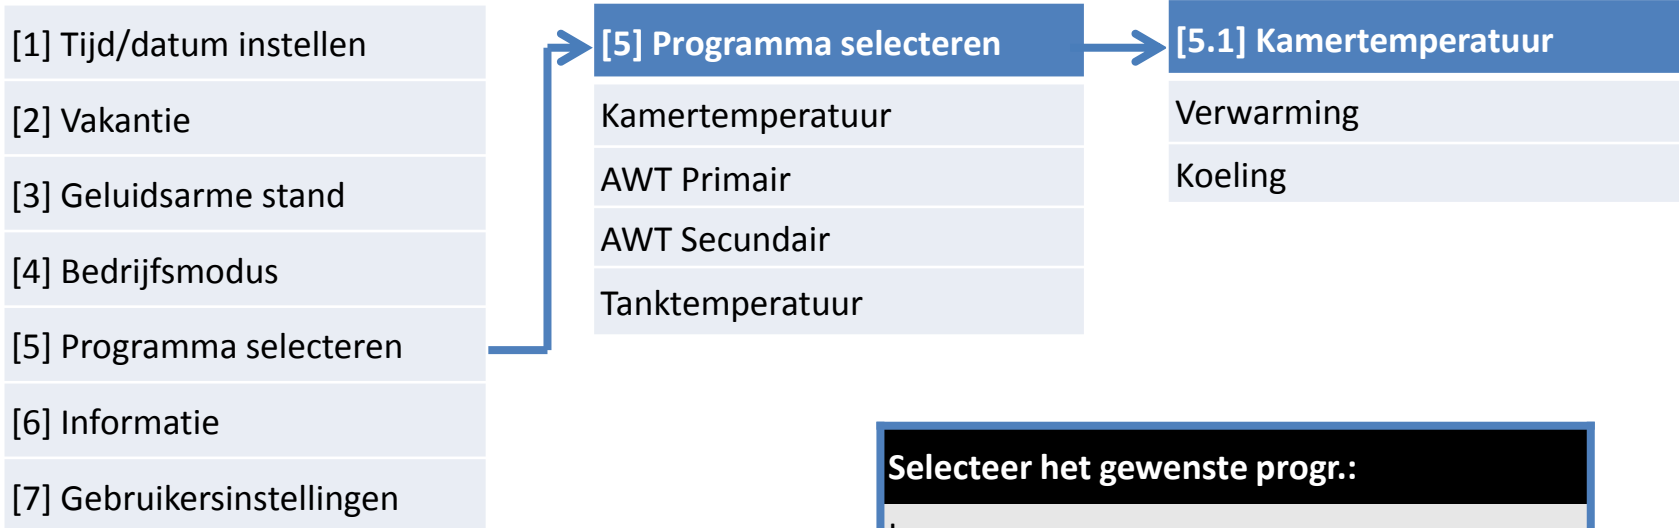 [1] Tijd/datum instellen
[2] Vakantie
[3] Geluidsarme stand
[4] Bedrijfsmodus
[5] Programma selecteren
[6] Informatie
[7] Gebruikersinstellingen
[5] Programma selecteren
Kamertemperatuur
AWT Primair
AWT Secundair
Tanktemperatuur
[5.1] Kamertemperatuur
Verwarming
Koeling
Selecteer het gewenste progr.: